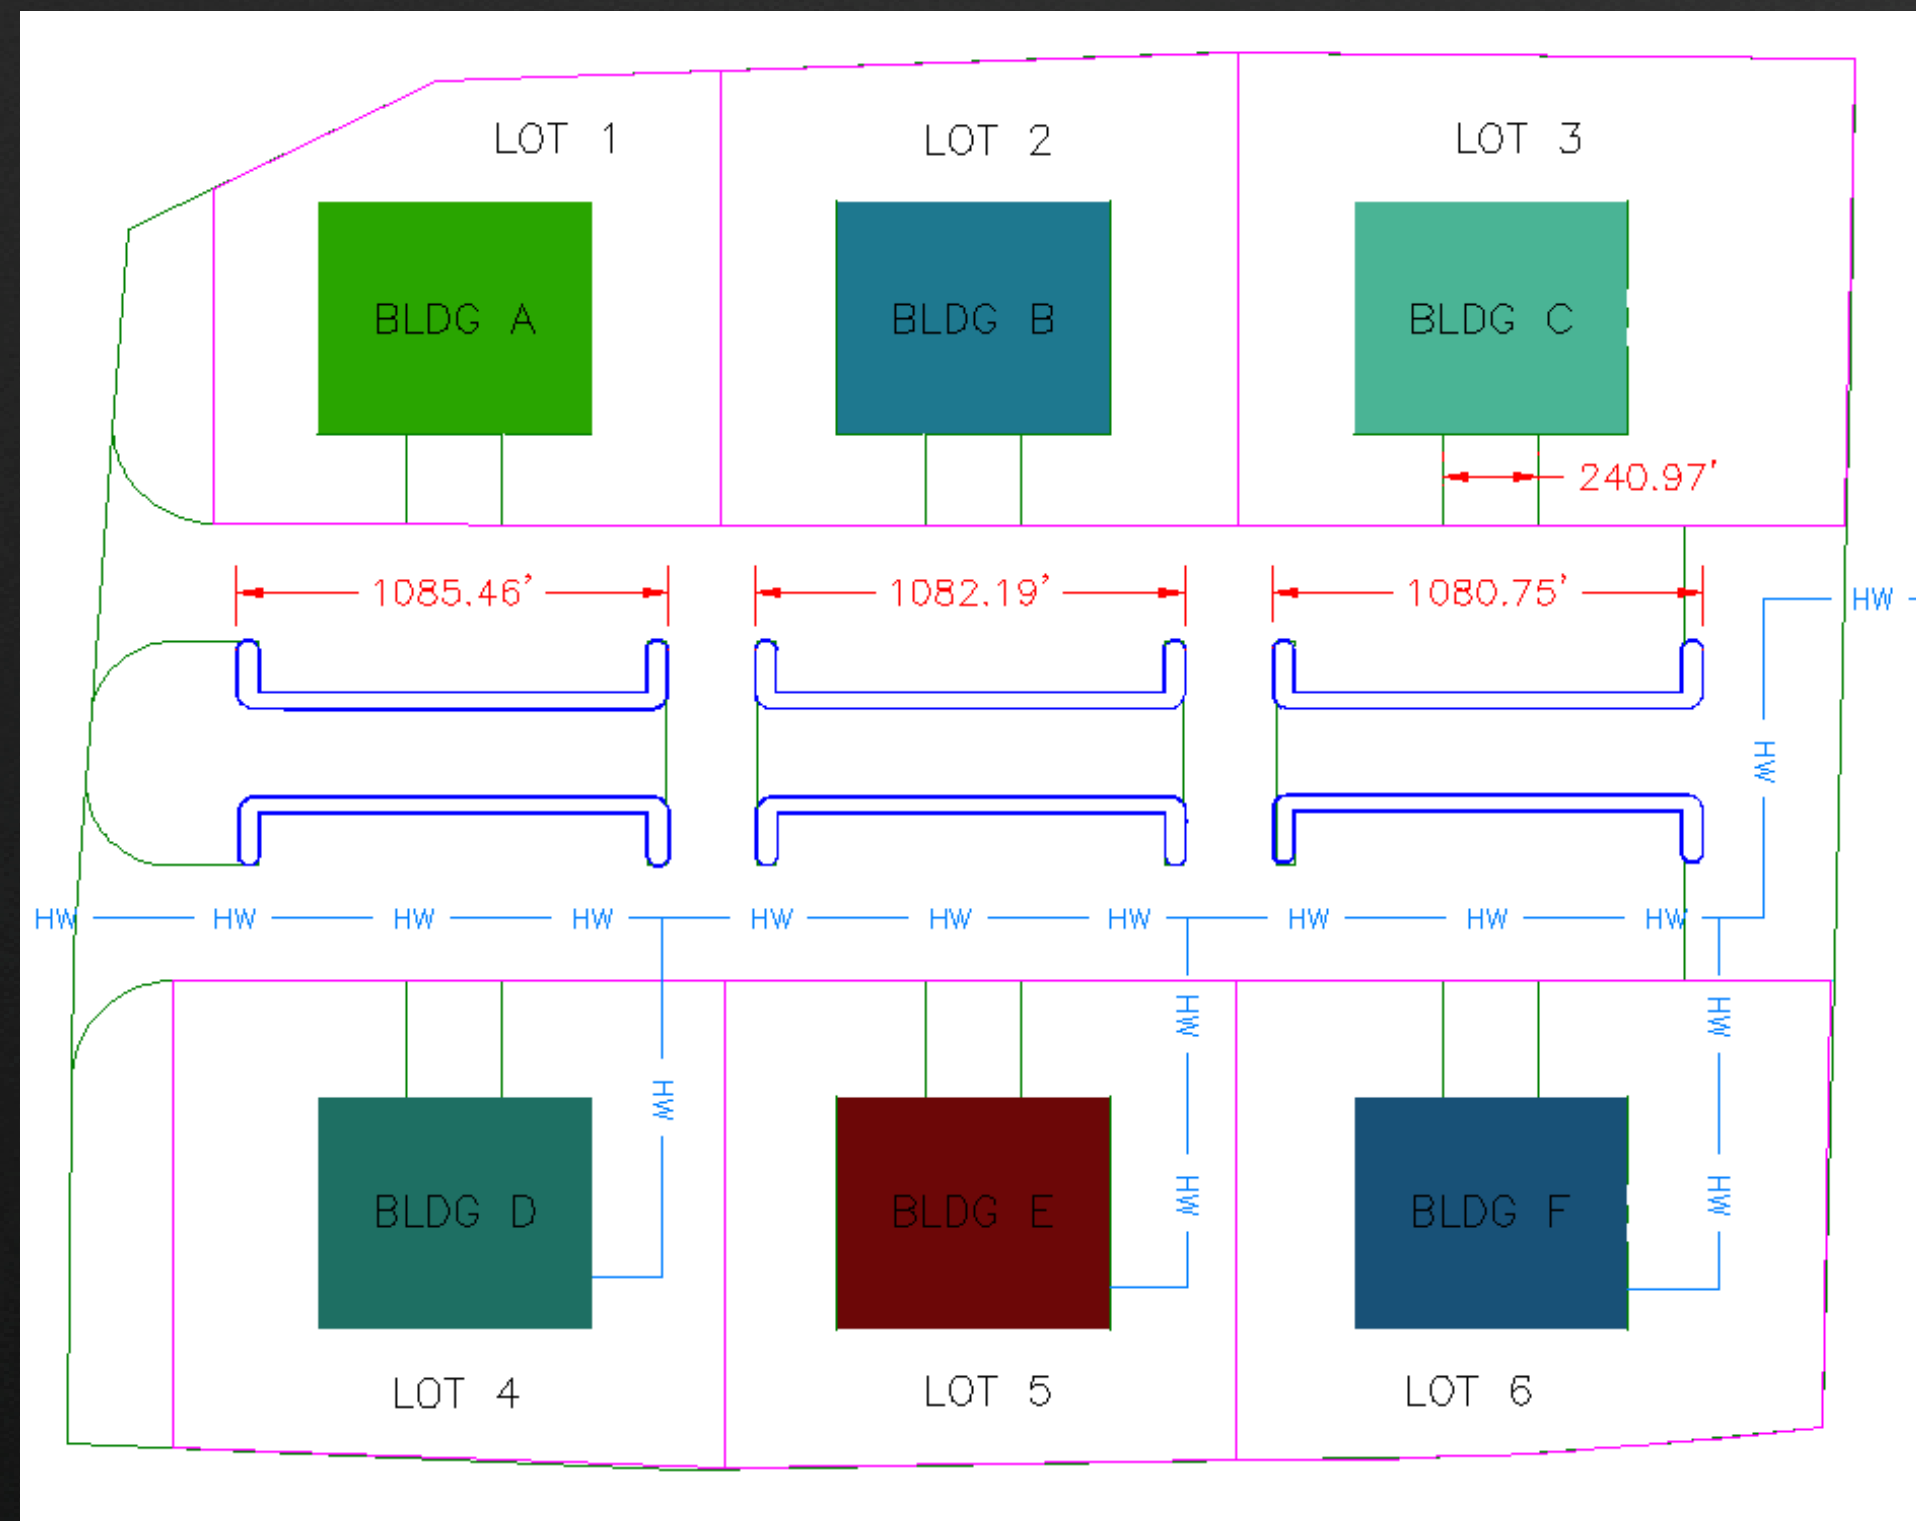 LOT 1 LOT 2 LOT 3
BLDG A BLDG B BLDG C
240.97'
1085.46' 1082.19' 1080.75'
HW
HW
HW HW HW HW HW HW HW HW HW HW
HW HW
HW
HW HW
BLDG D BLDG E BLDG F
LOT 4 LOT 5 LOT 6